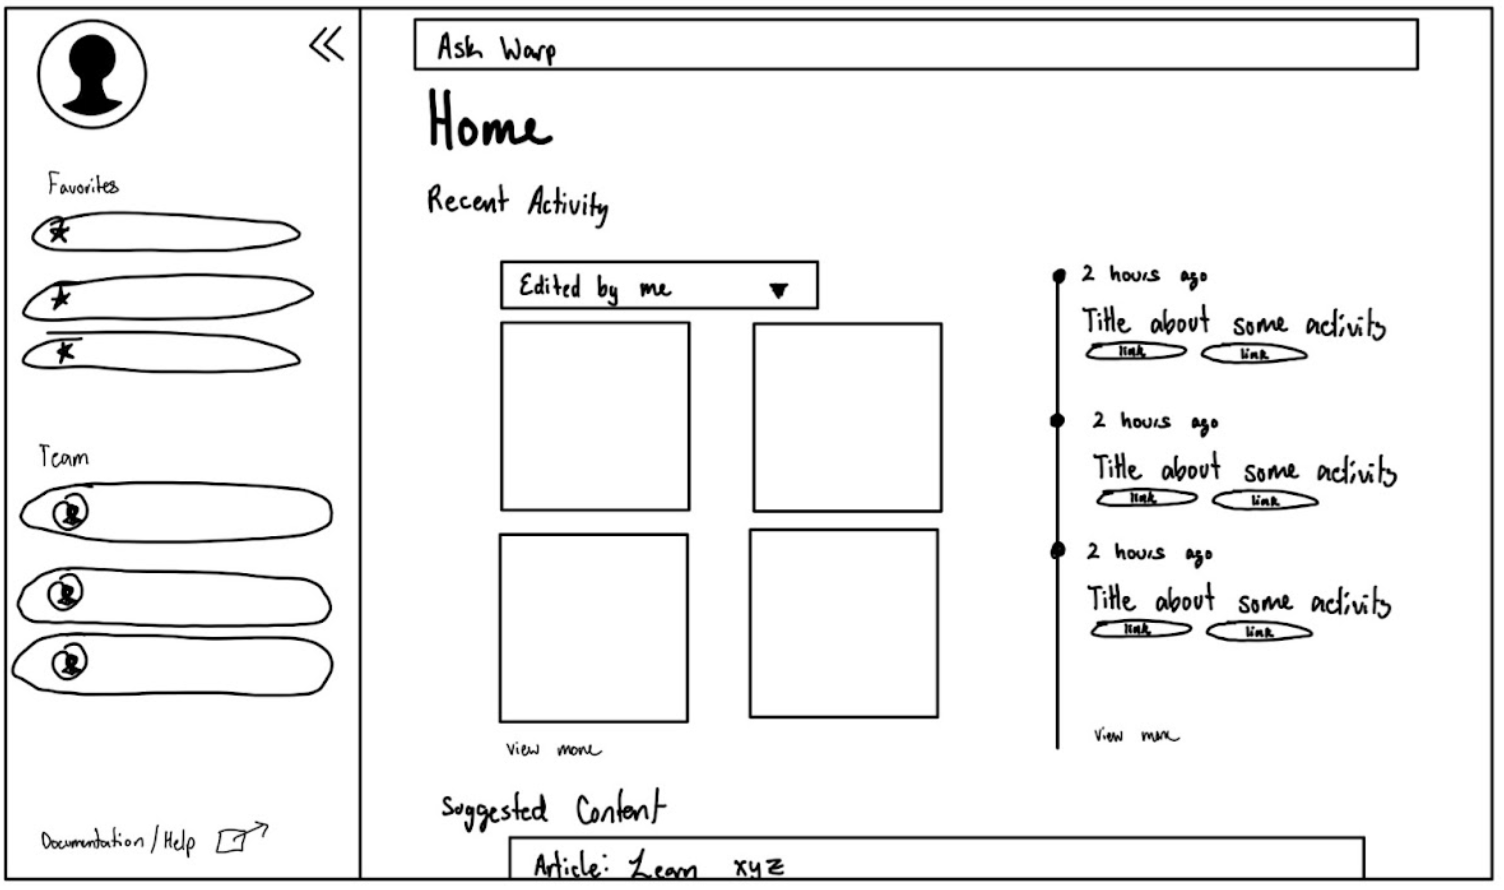 Favorites
Team
Documentation/Help
Ask Warp
Home
Recent Activity
Edited by me
View more
2 hours ago
Title about some activity
link link
2 hours ago
Title about some activity
link link
2 hours ago
Title about some activity
link link
View more
Suggested Content
Article: Learn xyz